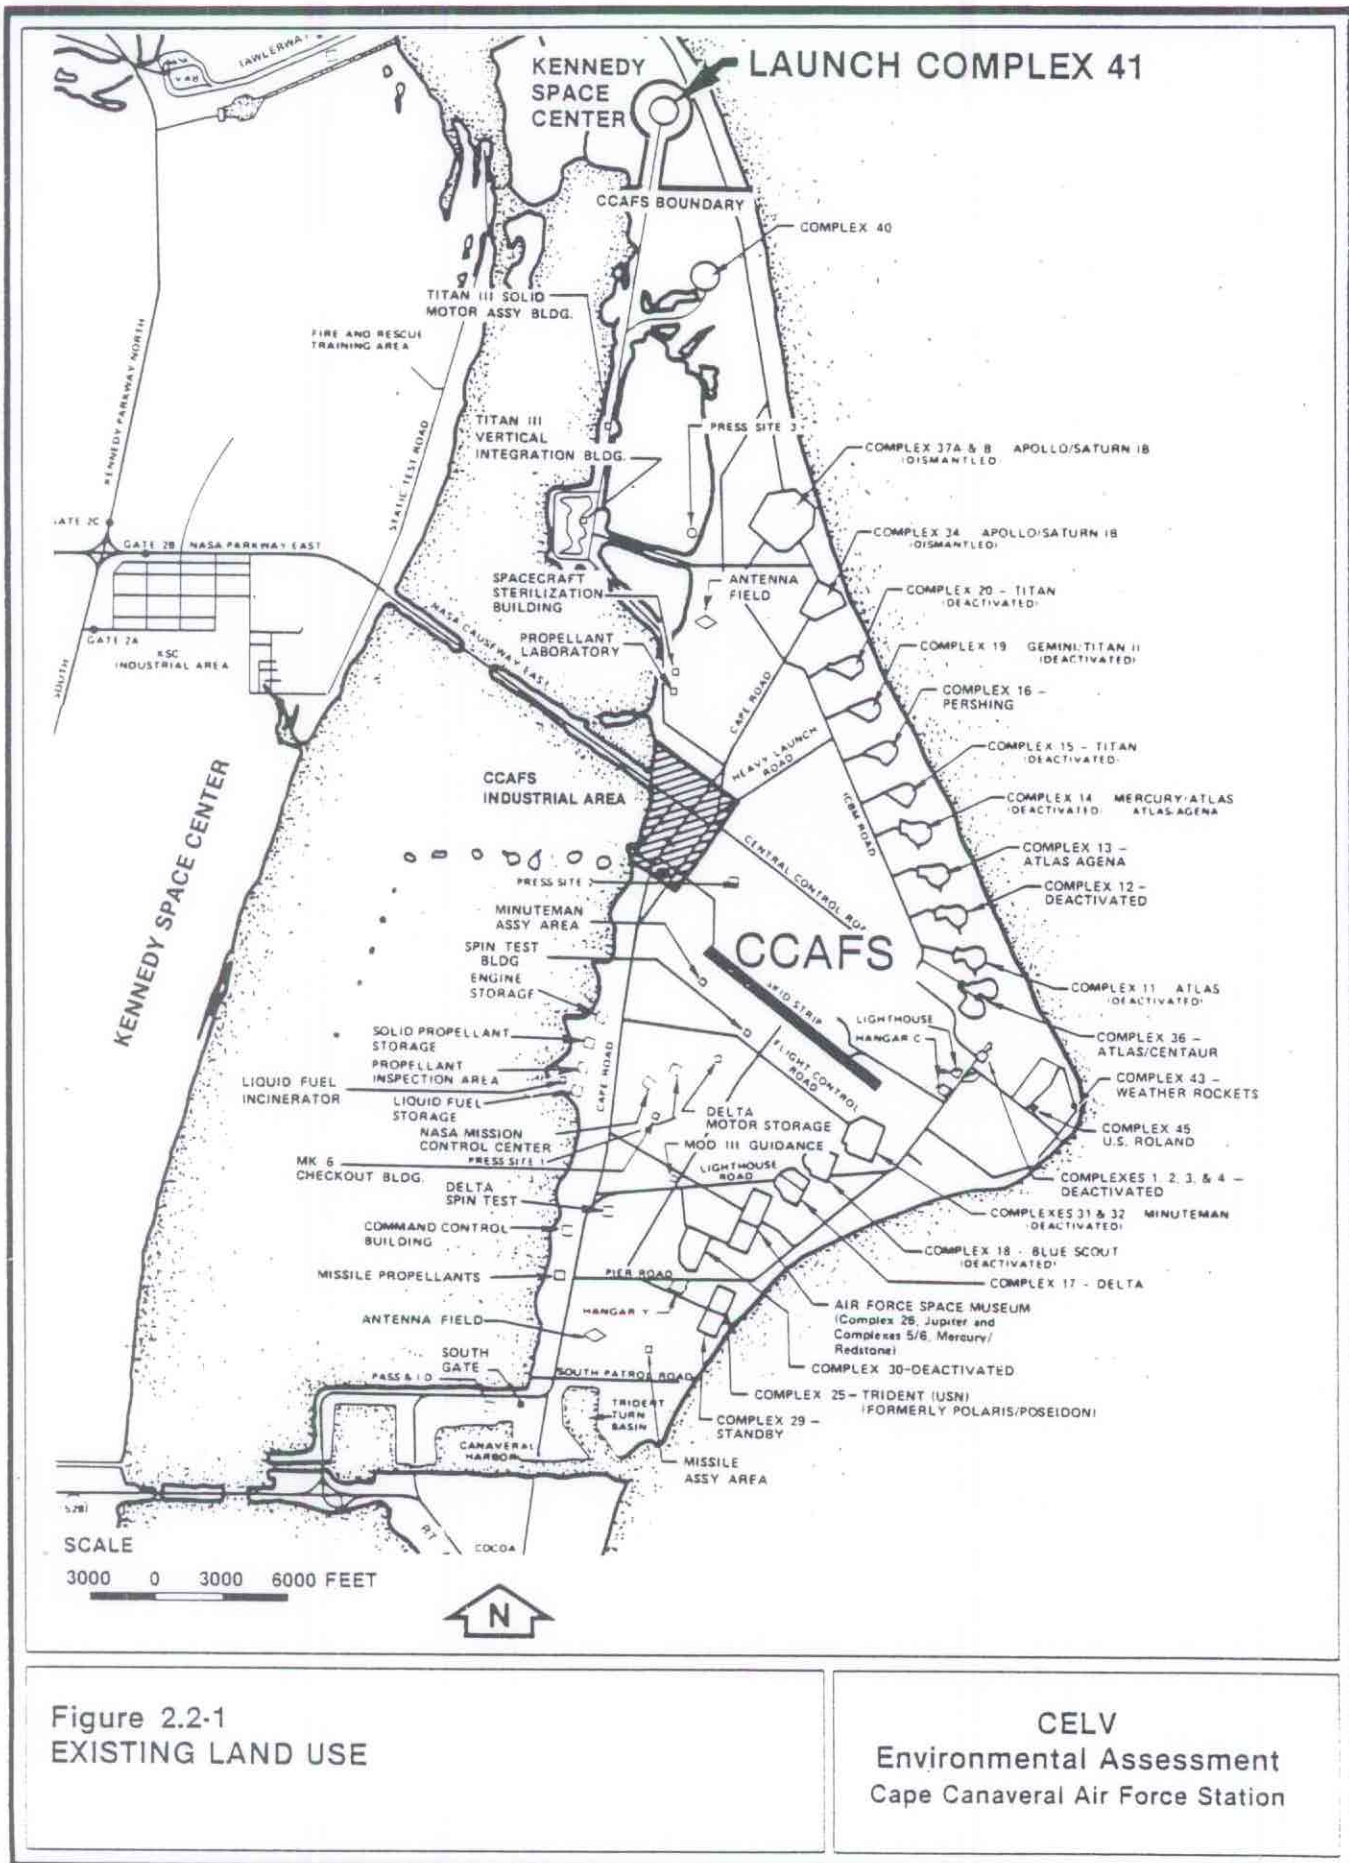 LAUNCH COMPLEX 41
KENNEDY
SPACE
CENTER
CCAFS BOUNDARY
COMPLEX 40
TITAN III SOLID
MOTOR ASSY BLDG.
FIRE AND RESCUE
TRAINING AREA
KENNEDY PARKWAY NORTH
STATIC TEST ROAD
TITAN III
VERTICAL
INTEGRATION BLDG.
PRESS SITE 3
COMPLEX 37A & B APOLLO/SATURN IB
(DISMANTLED)
COMPLEX 34 APOLLO/SATURN IB
(DISMANTLED)
GATE 2C
GATE 2B
NASA PARKWAY EAST
GATE 2A
KSC
INDUSTRIAL AREA
SOUTH
SPACECRAFT
STERILIZATION
BUILDING
ANTENNA
FIELD
COMPLEX 20 - TITAN
(DEACTIVATED)
PROPELLANT
LABORATORY
NASA CAUSEWAY EAST
COMPLEX 19 GEMINI/TITAN II
(DEACTIVATED)
COMPLEX 16 -
PERSHING
CAPE ROAD
HEAVY LAUNCH
ROAD
COMPLEX 15 - TITAN
(DEACTIVATED)
CCAFS
INDUSTRIAL AREA
ICBM ROAD
COMPLEX 14 MERCURY/ATLAS
(DEACTIVATED) ATLAS/AGENA
CENTRAL CONTROL ROAD
COMPLEX 13 -
ATLAS AGENA
COMPLEX 12 -
DEACTIVATED
KENNEDY SPACE CENTER
PRESS SITE 2
MINUTEMAN
ASSY AREA
SPIN TEST
BLDG
ENGINE
STORAGE
CCAFS
SKID STRIP
COMPLEX 11 ATLAS
(DEACTIVATED)
LIGHTHOUSE
HANGAR C
COMPLEX 36 -
ATLAS/CENTAUR
SOLID PROPELLANT
STORAGE
PROPELLANT
INSPECTION AREA
LIQUID FUEL
INCINERATOR
LIQUID FUEL
STORAGE
CAPE ROAD
FLIGHT CONTROL
ROAD
COMPLEX 43 -
WEATHER ROCKETS
DELTA
MOTOR STORAGE
COMPLEX 45
U.S. ROLAND
NASA MISSION
CONTROL CENTER
MOD III GUIDANCE
PRESS SITE 1
MK 6
CHECKOUT BLDG.
LIGHTHOUSE
ROAD
COMPLEXES 1, 2, 3, & 4 -
DEACTIVATED
DELTA
SPIN TEST
COMPLEXES 31 & 32 MINUTEMAN
(DEACTIVATED)
COMMAND CONTROL
BUILDING
COMPLEX 18 - BLUE SCOUT
(DEACTIVATED)
MISSILE PROPELLANTS
PIER ROAD
COMPLEX 17 - DELTA
HANGAR Y
AIR FORCE SPACE MUSEUM
(Complex 26, Jupiter and
Complexes 5/6, Mercury/
Redstone)
ANTENNA FIELD
SOUTH
GATE
COMPLEX 30-DEACTIVATED
PASS & I D
SOUTH PATROL ROAD
COMPLEX 25 - TRIDENT (USN)
(FORMERLY POLARIS/POSEIDON)
TRIDENT
TURN
BASIN
COMPLEX 29 -
STANDBY
CANAVERAL
HARBOR
MISSILE
ASSY AREA
RT
COCOA
SCALE
3000 0 3000 6000 FEET
N
Figure 2.2-1
EXISTING LAND USE
CELV
Environmental Assessment
Cape Canaveral Air Force Station